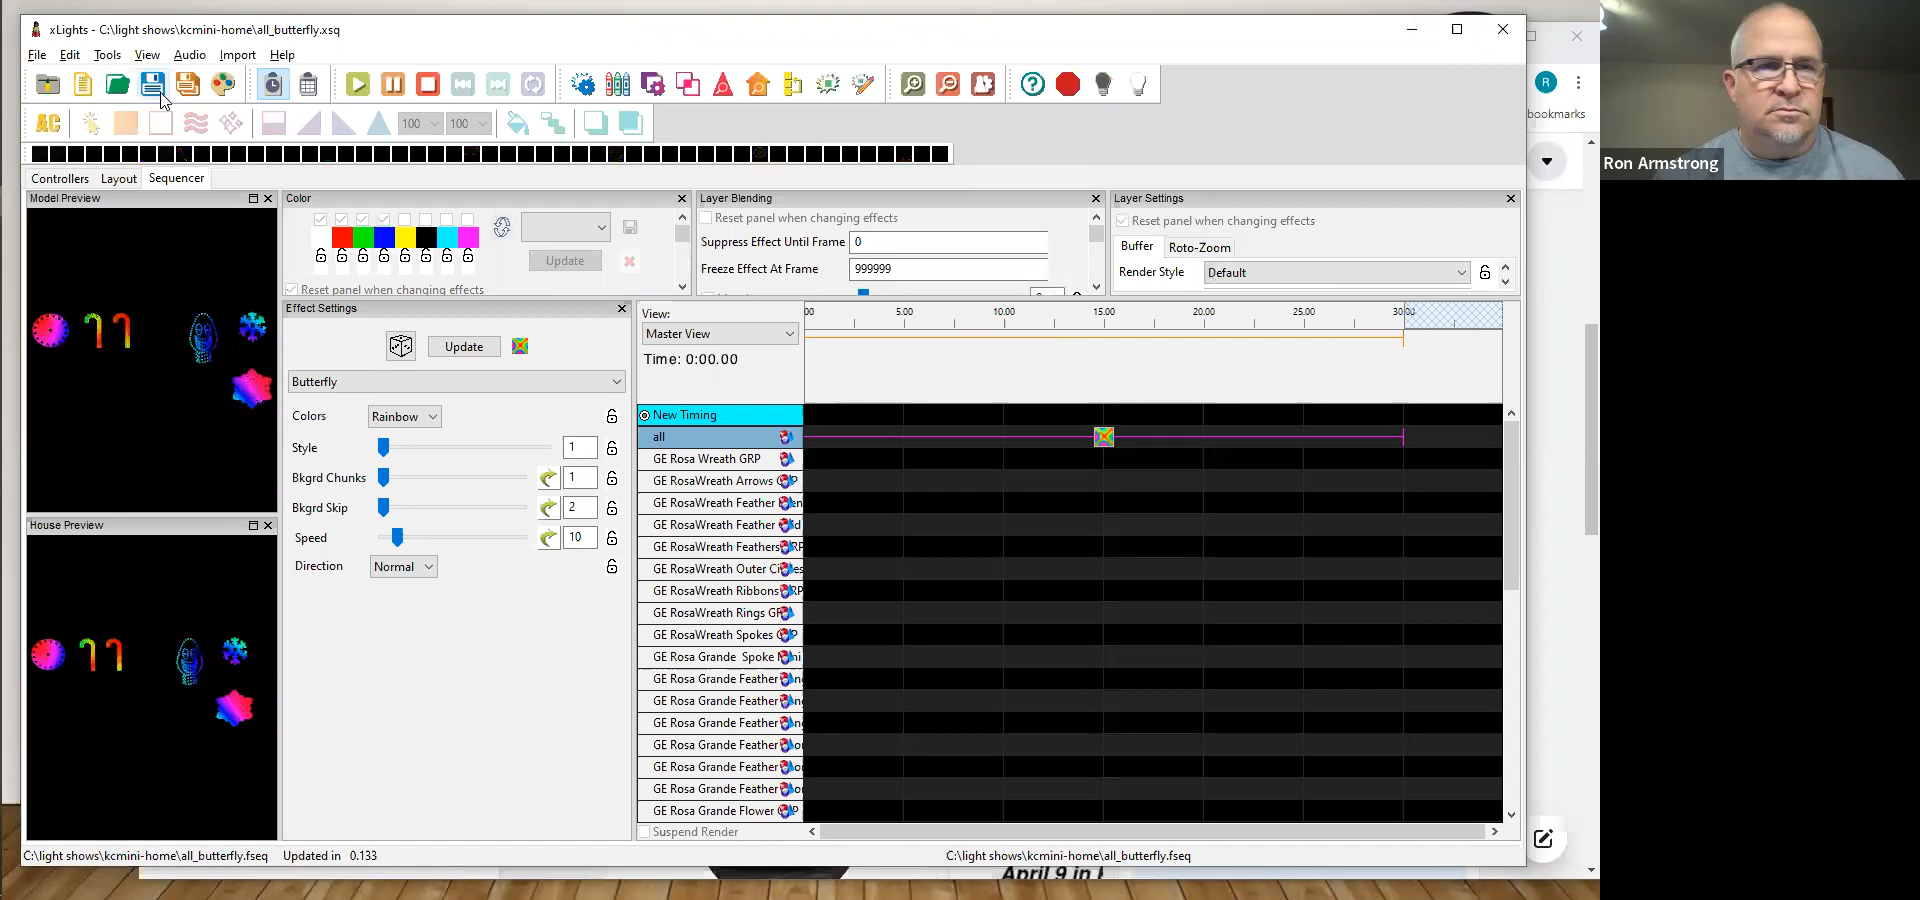 xLights - C:\light shows\kcmini-home\all_butterfly.xsq
File Edit Tools View Audio Import Help
AC 100 100
Controllers Layout Sequencer
Model Preview
Color
Reset panel when changing effects
Update
Layer Blending
Reset panel when changing effects
Suppress Effect Until Frame 0
Freeze Effect At Frame 999999
Layer Settings
Reset panel when changing effects
Buffer Roto-Zoom
Render Style Default
Effect Settings
Update
Butterfly
Colors Rainbow
Style 1
Bkgrd Chunks 1
Bkgrd Skip 2
Speed 10
Direction Normal
House Preview
View:
Master View
Time: 0:00.00
5.00 10.00 15.00 20.00 25.00
New Timing
all
GE Rosa Wreath GRP
GE RosaWreath Arrows
GE RosaWreath Feather
GE RosaWreath Feather
GE RosaWreath Feathers
GE RosaWreath Outer
GE RosaWreath Ribbons
GE RosaWreath Rings
GE RosaWreath Spokes
GE Rosa Grande Spoke
GE Rosa Grande Feather
GE Rosa Grande Feather
GE Rosa Grande Feather
GE Rosa Grande Feather
GE Rosa Grande Feather
GE Rosa Grande Feather
GE Rosa Grande Flower
Suspend Render
C:\light shows\kcmini-home\all_butterfly.fseq Updated in 0.133
C:\light shows\kcmini-home\all_butterfly.fseq
R
bookmarks
April 9 in
Ron Armstrong